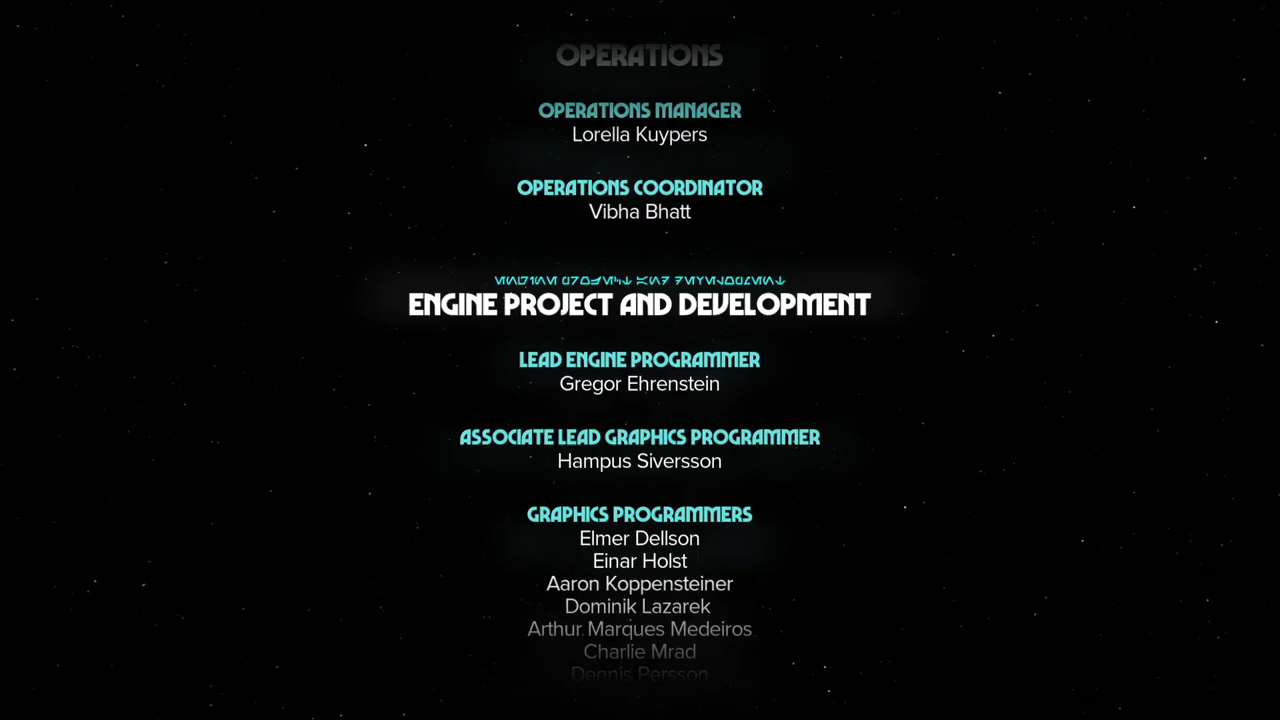 OPERATIONS
OPERATIONS MANAGER
Lorella Kuypers
OPERATIONS COORDINATOR
Vibha Bhatt
ENGINE PROJECT AND DEVELOPMENT
LEAD ENGINE PROGRAMMER
Gregor Ehrenstein
ASSOCIATE LEAD GRAPHICS PROGRAMMER
Hampus Siversson
GRAPHICS PROGRAMMERS
Elmer Dellson
Einar Holst
Aaron Koppensteiner
Dominik Lazarek
Arthur Marques Medeiros
Charlie Mrad
Dennis Persson